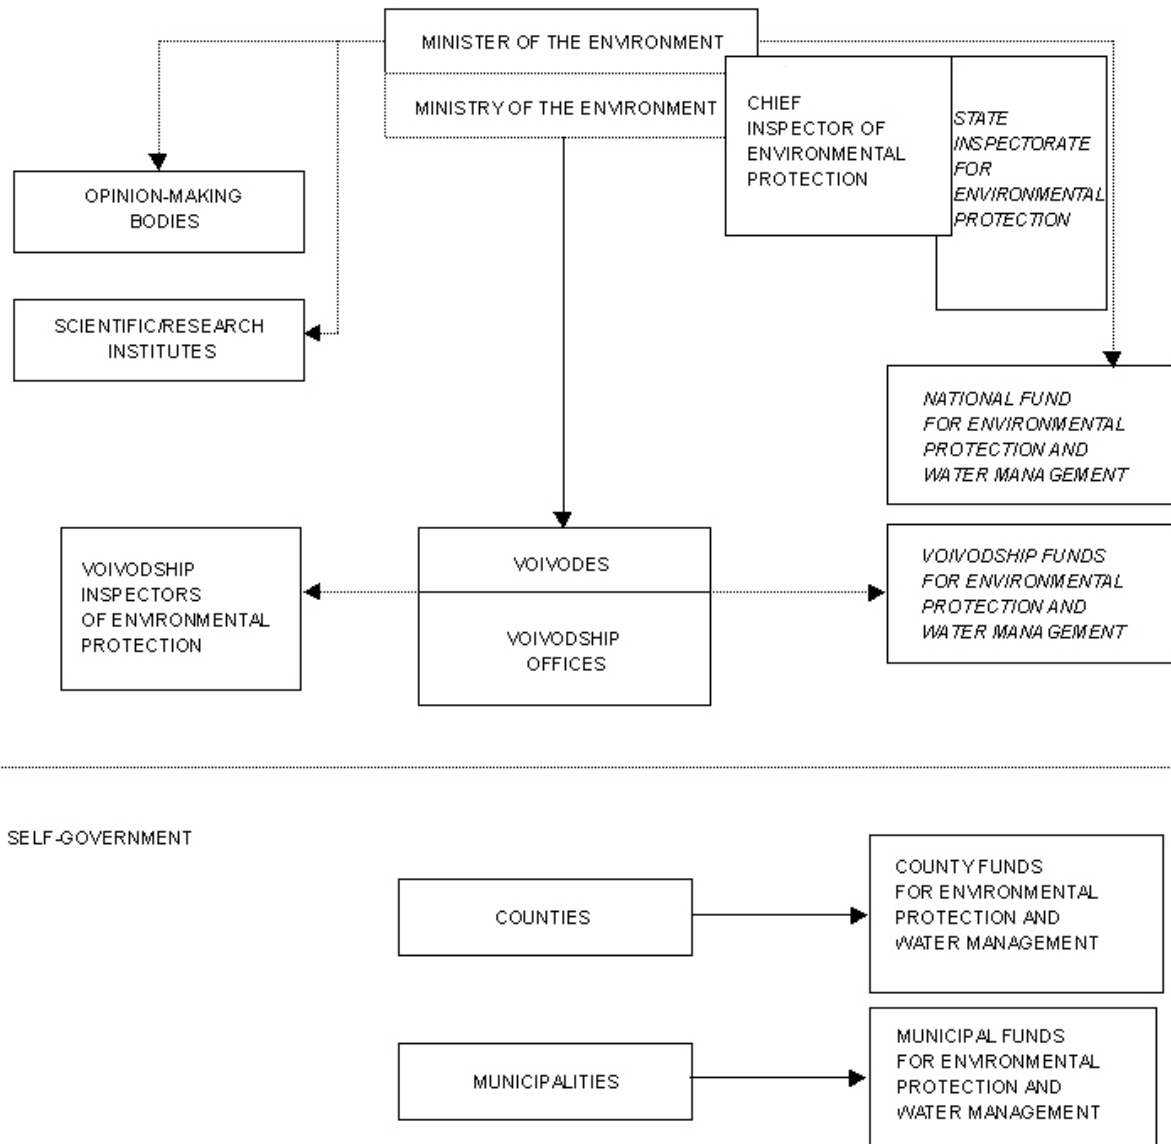 MINISTER OF THE ENVIRONMENT
MINISTRY OF THE ENVIRONMENT
CHIEF
INSPECTOR OF
ENVIRONMENTAL
PROTECTION
STATE
INSPECTORATE
FOR
ENVIRONMENTAL
PROTECTION
OPINION-MAKING
BODIES
SCIENTIFIC/RESEARCH
INSTITUTES
NATIONAL FUND
FOR ENVIRONMENTAL
PROTECTION AND
WATER MANAGEMENT
VOIVODSHIP
INSPECTORS
OF ENVIRONMENTAL
PROTECTION
VOIVODES
VOIVODSHIP
OFFICES
VOIVODSHIP FUNDS
FOR ENVIRONMENTAL
PROTECTION AND
WATER MANAGEMENT
SELF-GOVERNMENT
COUNTIES
COUNTY FUNDS
FOR ENVIRONMENTAL
PROTECTION AND
WATER MANAGEMENT
MUNICIPALITIES
MUNICIPAL FUNDS
FOR ENVIRONMENTAL
PROTECTION AND
WATER MANAGEMENT